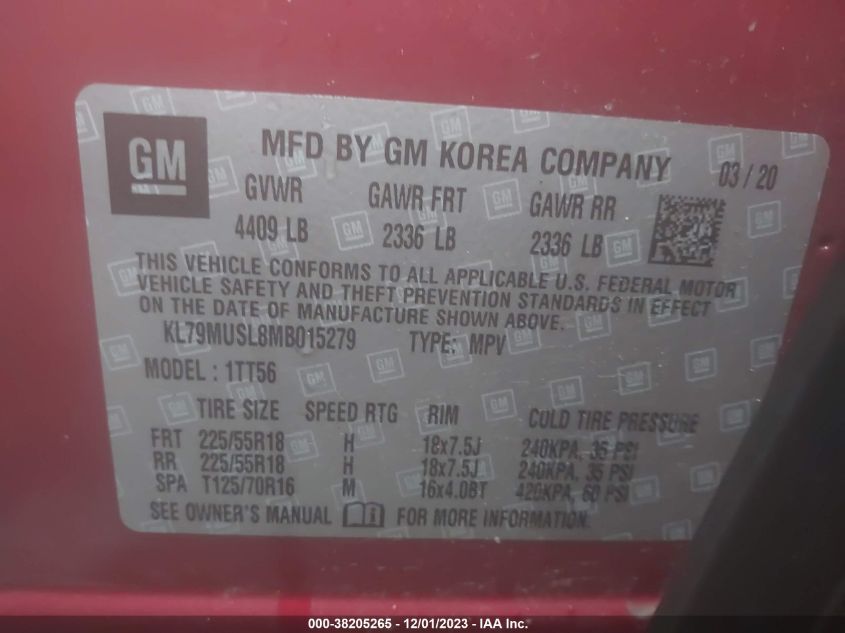 GM
MFD BY GM KOREA COMPANY 03 / 20
GVWR GAWR FRT GAWR RR
4409 LB 2336 LB 2336 LB
THIS VEHICLE CONFORMS TO ALL APPLICABLE U.S. FEDERAL MOTOR
VEHICLE SAFETY AND THEFT PREVENTION STANDARDS IN EFFECT
ON THE DATE OF MANUFACTURE SHOWN ABOVE.
KL79MUSL8MB015279 TYPE: MPV
MODEL : 1TT56
TIRE SIZE SPEED RTG RIM COLD TIRE PRESSURE
FRT 225/55R18 H 18x7.5J 240KPA, 35 PSI
RR 225/55R18 H 18x7.5J 240KPA, 35 PSI
SPA T125/70R16 M 16x4.0BT 420KPA, 60 PSI
SEE OWNER'S MANUAL FOR MORE INFORMATION.
000-38205265 - 12/01/2023 - IAA Inc.